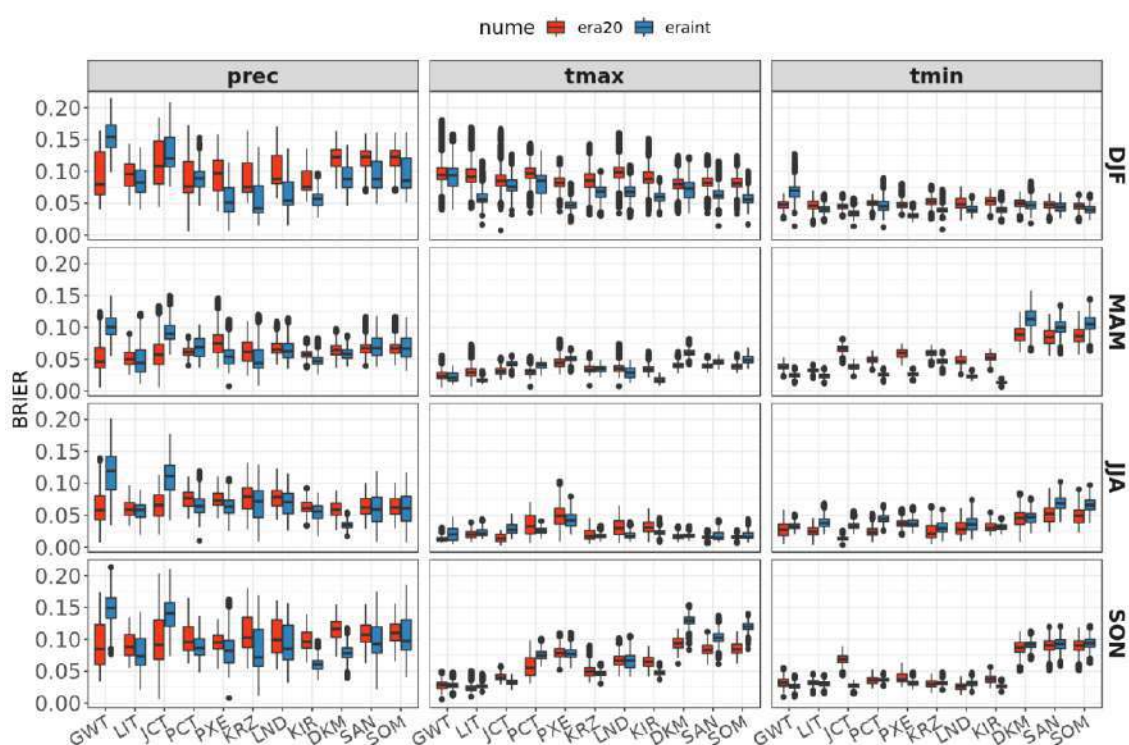 nume era20 eraint
prec tmax tmin
0.20
0.15
0.10
0.05
0.00
DJF
0.20
0.15
0.10
0.05
0.00
MAM
BRIER
0.20
0.15
0.10
0.05
0.00
JJA
0.20
0.15
0.10
0.05
0.00
SON
GWT LIT JCT PCT PXE KRZ LND KIR DKM SAN SOM GWT LIT JCT PCT PXE KRZ LND KIR DKM SAN SOM GWT LIT JCT PCT PXE KRZ LND KIR DKM SAN SOM